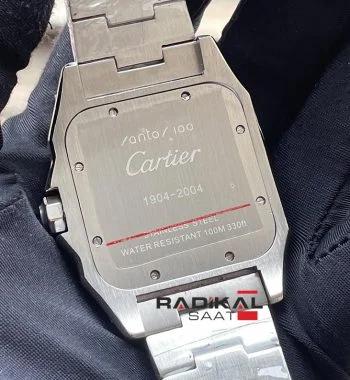 Santos 100
Cartier
1904-2004
STAINLESS STEEL
WATER RESISTANT 100M 330ft
RADIKAL
SAAT